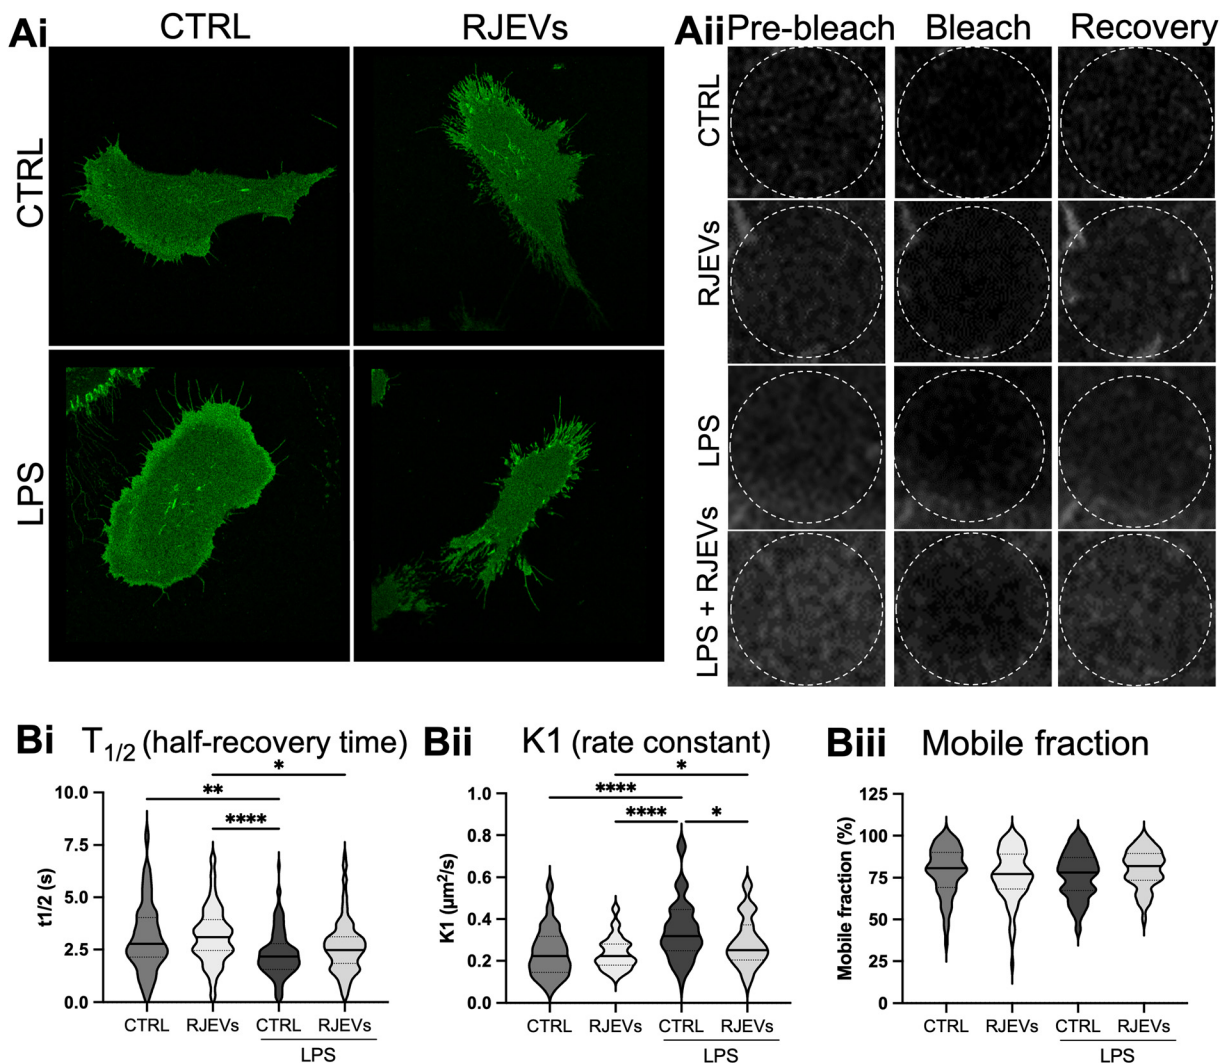 Ai
CTRL
RJEVs
CTRL
LPS
Aii
Pre-bleach
Bleach
Recovery
CTRL
RJEVs
LPS
LPS + RJEVs
Bi
T1/2 (half-recovery time)
*
**
****
t1/2 (s)
10.0
7.5
5.0
2.5
0.0
CTRL
RJEVs
CTRL
RJEVs
LPS
Bii
K1 (rate constant)
*
****
****
*
K1 (μm²/s)
1.0
0.8
0.6
0.4
0.2
0.0
CTRL
RJEVs
CTRL
RJEVs
LPS
Biii
Mobile fraction
Mobile fraction (%)
125
100
75
50
25
0
CTRL
RJEVs
CTRL
RJEVs
LPS